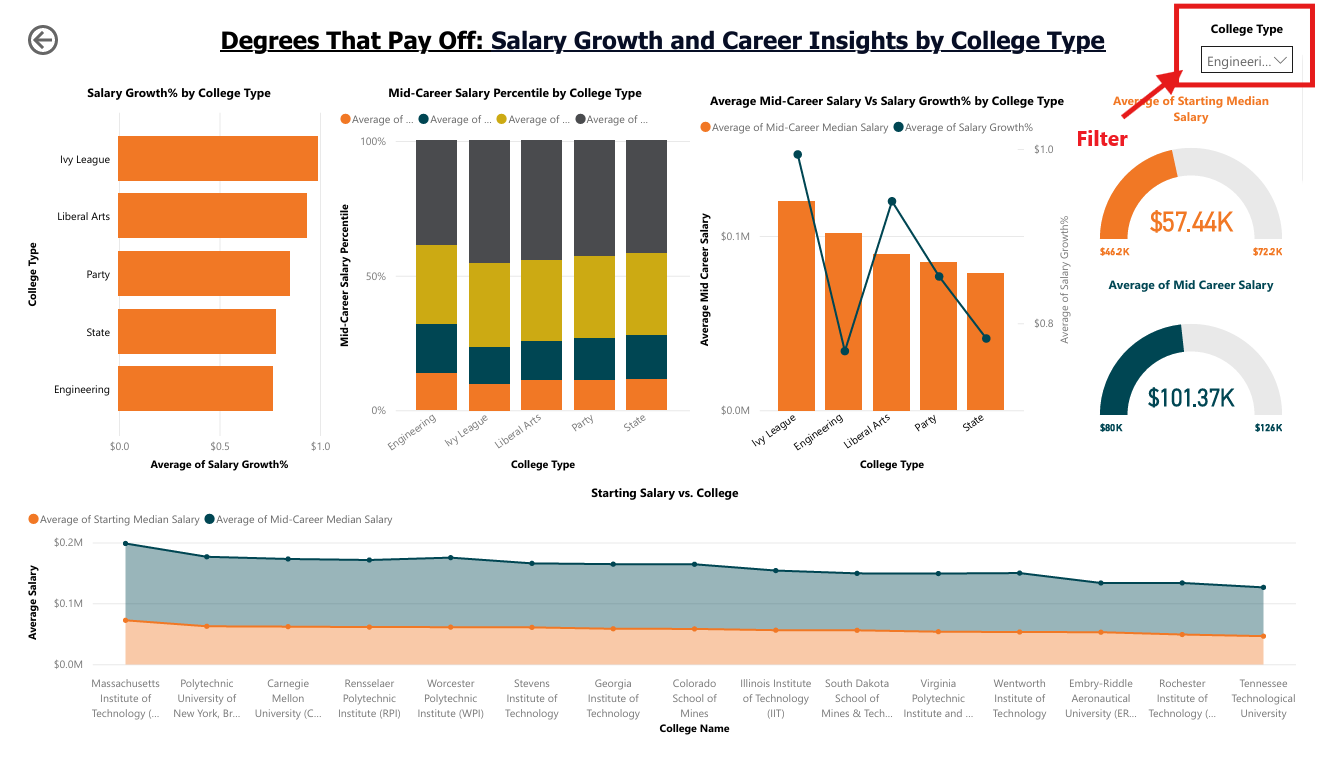 Degrees That Pay Off: Salary Growth and Career Insights by College Type
College Type
Engineeri...
Filter
Salary Growth% by College Type
College Type
Ivy League
Liberal Arts
Party
State
Engineering
$0.0
$0.5
$1.0
Average of Salary Growth%
Mid-Career Salary Percentile by College Type
Average of ...
Average of ...
Average of ...
Average of ...
Mid-Career Salary Percentile
100%
50%
0%
Engineering
Ivy League
Liberal Arts
Party
State
College Type
Average Mid-Career Salary Vs Salary Growth% by College Type
Average of Mid-Career Median Salary
Average of Salary Growth%
Average Mid Career Salary
$0.1M
$0.0M
$1.0
$0.8
Average of Salary Growth%
Ivy League
Engineering
Liberal Arts
Party
State
College Type
Average of Starting Median
Salary
$57.44K
$46.2K
$72.2K
Average of Mid Career Salary
$101.37K
$80K
$126K
Starting Salary vs. College
Average of Starting Median Salary
Average of Mid-Career Median Salary
Average Salary
$0.2M
$0.1M
$0.0M
Massachusetts
Institute of
Technology (...
Polytechnic
University of
New York, Br...
Carnegie
Mellon
University (C...
Rensselaer
Polytechnic
Institute (RPI)
Worcester
Polytechnic
Institute (WPI)
Stevens
Institute of
Technology
Georgia
Institute of
Technology
Colorado
School of
Mines
Illinois Institute
of Technology
(IIT)
South Dakota
School of
Mines & Tech...
Virginia
Polytechnic
Institute and ...
Wentworth
Institute of
Technology
Embry-Riddle
Aeronautical
University (ER...
Rochester
Institute of
Technology (...
Tennessee
Technological
University
College Name